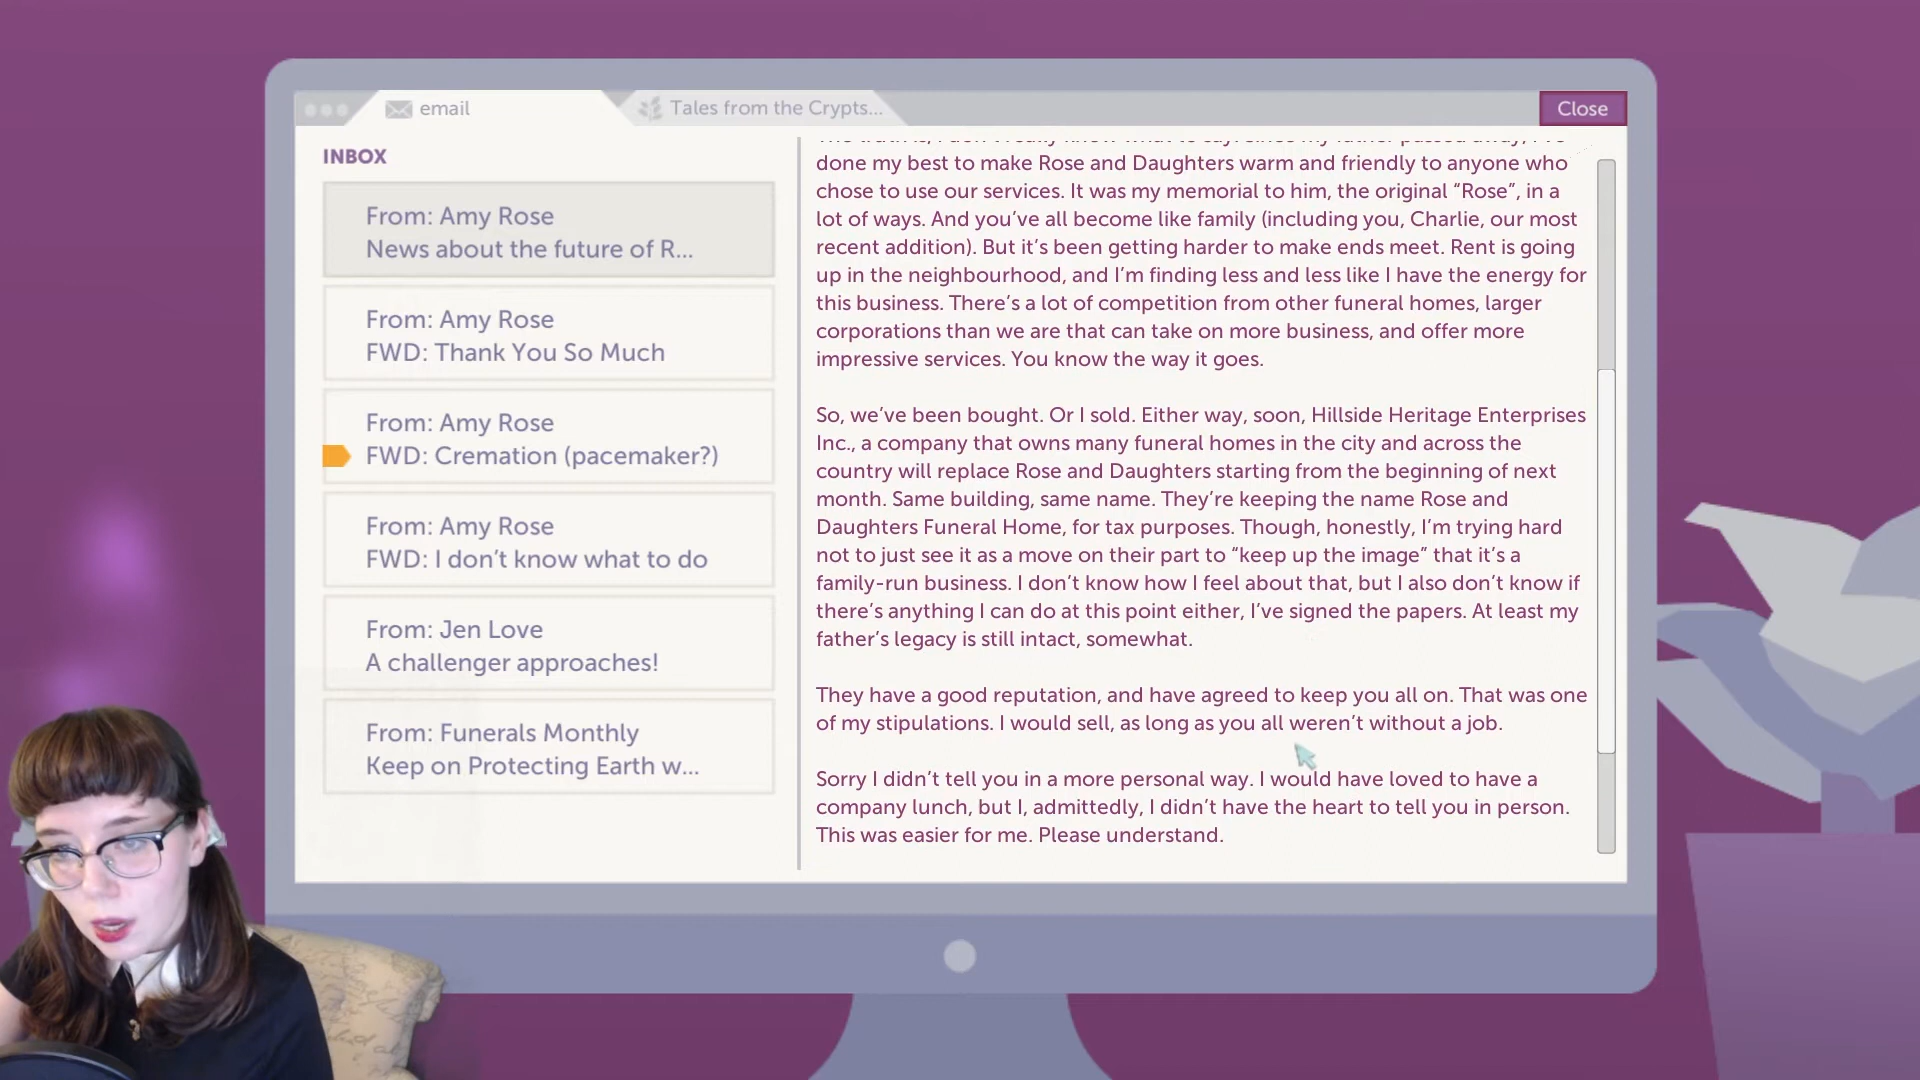 email
Tales from the Crypts...
Close
INBOX
From: Amy Rose
News about the future of R...
From: Amy Rose
FWD: Thank You So Much
From: Amy Rose
FWD: Cremation (pacemaker?)
From: Amy Rose
FWD: I don’t know what to do
From: Jen Love
A challenger approaches!
From: Funerals Monthly
Keep on Protecting Earth w...
The truth is, I don’t really know what to say. Since my father passed away, I’ve
done my best to make Rose and Daughters warm and friendly to anyone who
chose to use our services. It was my memorial to him, the original “Rose”, in a
lot of ways. And you’ve all become like family (including you, Charlie, our most
recent addition). But it’s been getting harder to make ends meet. Rent is going
up in the neighbourhood, and I’m finding less and less like I have the energy for
this business. There’s a lot of competition from other funeral homes, larger
corporations than we are that can take on more business, and offer more
impressive services. You know the way it goes.
So, we’ve been bought. Or I sold. Either way, soon, Hillside Heritage Enterprises
Inc., a company that owns many funeral homes in the city and across the
country will replace Rose and Daughters starting from the beginning of next
month. Same building, same name. They’re keeping the name Rose and
Daughters Funeral Home, for tax purposes. Though, honestly, I’m trying hard
not to just see it as a move on their part to “keep up the image” that it’s a
family-run business. I don’t know how I feel about that, but I also don’t know if
there’s anything I can do at this point either, I’ve signed the papers. At least my
father’s legacy is still intact, somewhat.
They have a good reputation, and have agreed to keep you all on. That was one
of my stipulations. I would sell, as long as you all weren’t without a job.
Sorry I didn’t tell you in a more personal way. I would have loved to have a
company lunch, but I, admittedly, I didn’t have the heart to tell you in person.
This was easier for me. Please understand.